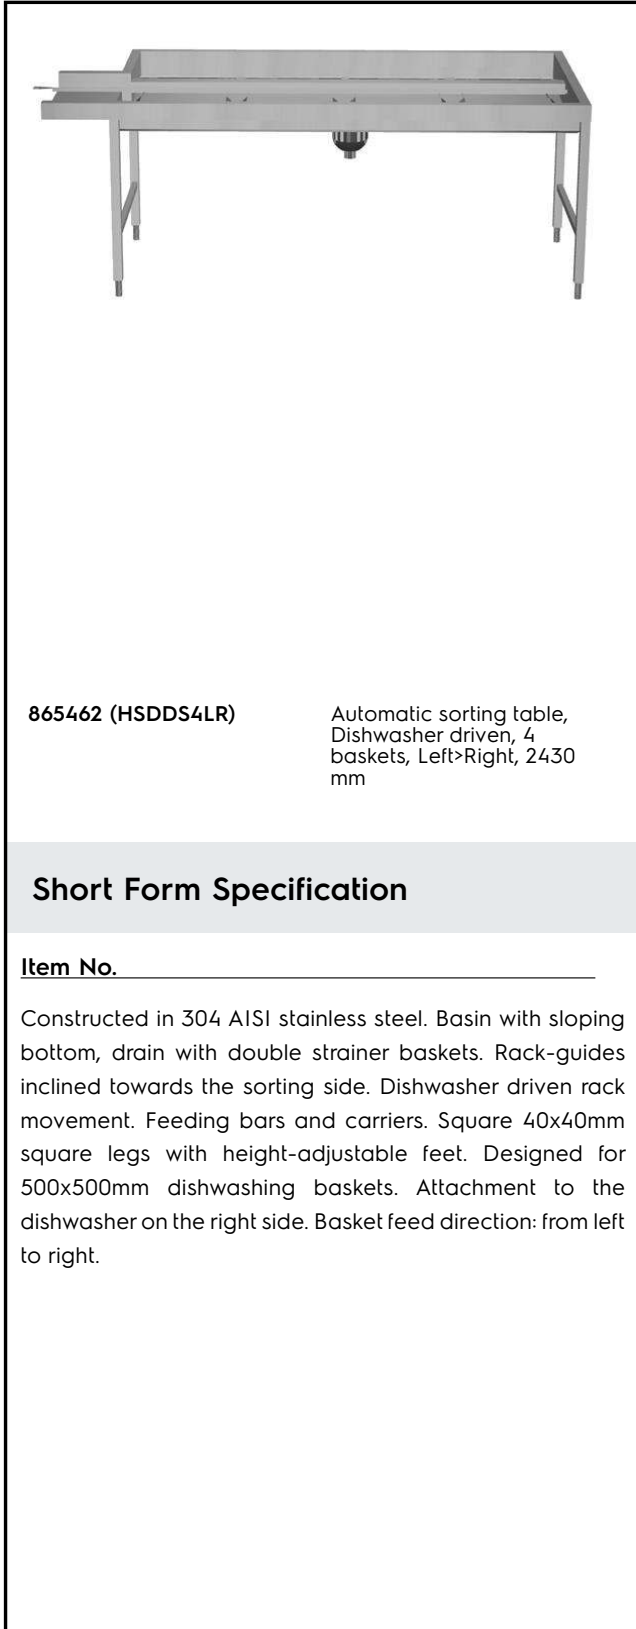 865462 (HSDDS4LR)
Automatic sorting table,
Dishwasher driven, 4
baskets, Left>Right, 2430
mm
Short Form Specification
Item No.
Constructed in 304 AISI stainless steel. Basin with sloping
bottom, drain with double strainer baskets. Rack-guides
inclined towards the sorting side. Dishwasher driven rack
movement. Feeding bars and carriers. Square 40x40mm
square legs with height-adjustable feet. Designed for
500x500mm dishwashing baskets. Attachment to the
dishwasher on the right side. Basket feed direction: from left
to right.